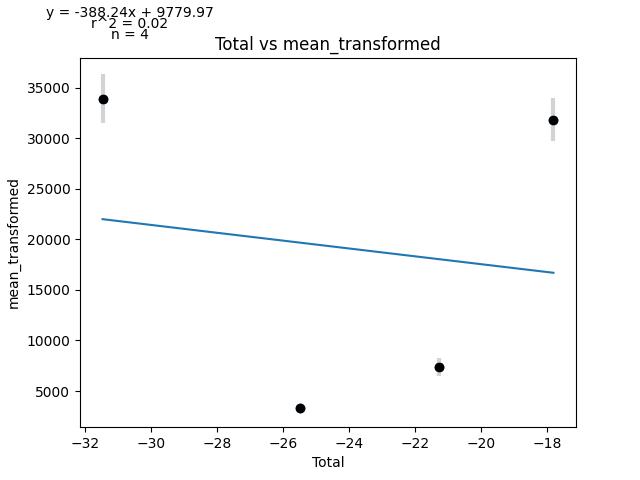 y = -388.24x + 9779.97
r^2 = 0.02
n = 4
Total vs mean_transformed
mean_transformed
35000
30000
25000
20000
15000
10000
5000
−32
−30
−28
−26
−24
−22
−20
−18
Total